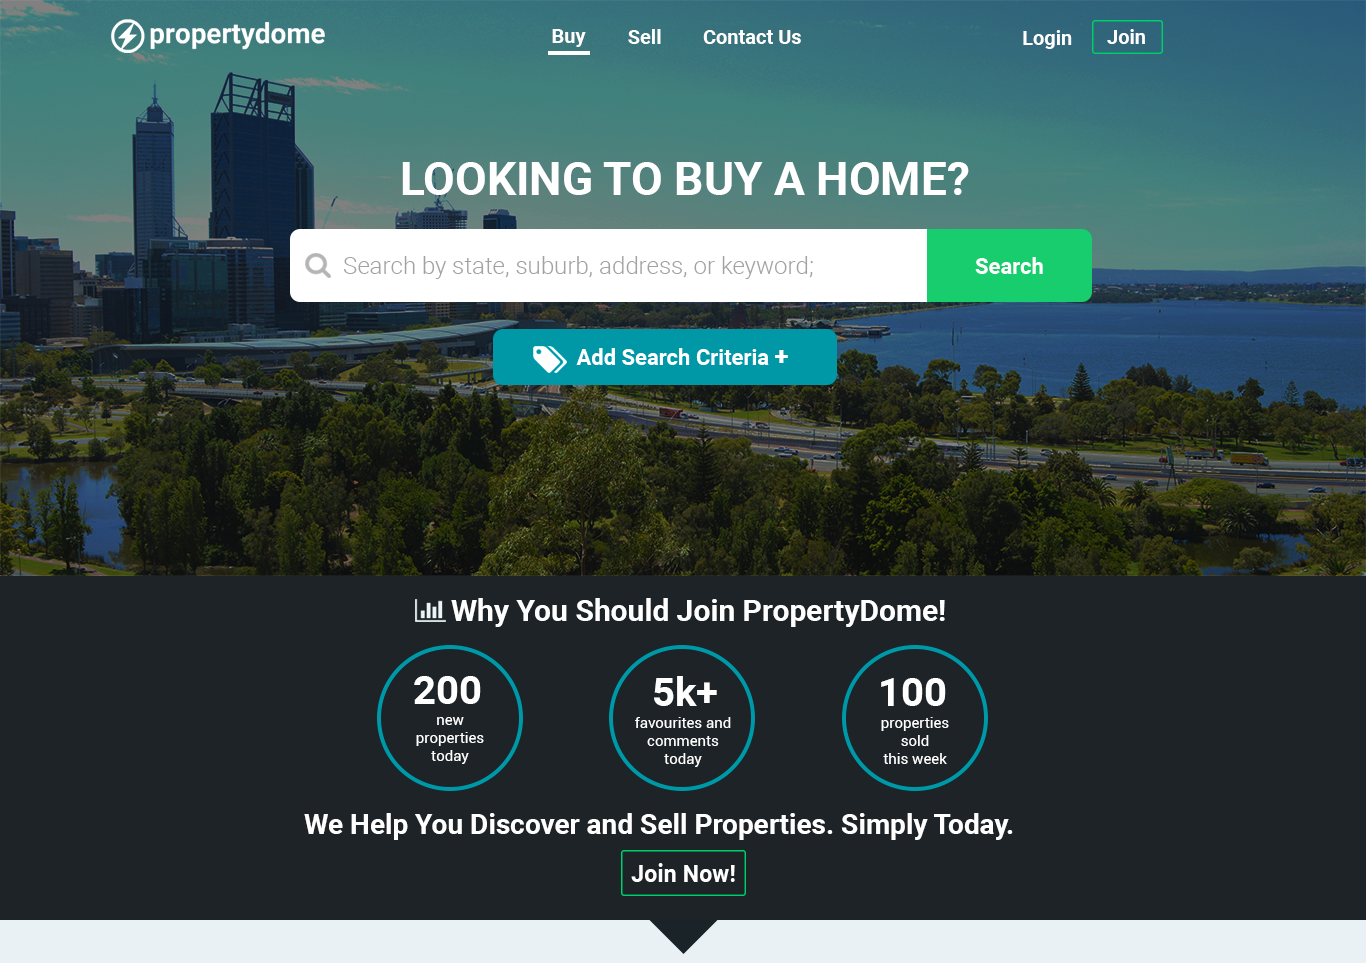 propertydome
Buy
Sell
Contact Us
Login
Join
LOOKING TO BUY A HOME?
Search by state, suburb, address, or keyword;
Search
Add Search Criteria +
Why You Should Join PropertyDome!
200
new
properties
today
5k+
favourites and
comments
today
100
properties
sold
this week
We Help You Discover and Sell Properties. Simply Today.
Join Now!